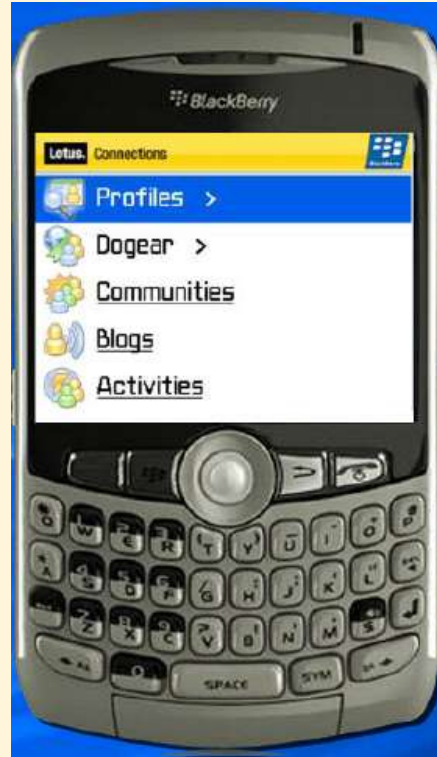 BlackBerry
Lotus. Connections
Profiles >
Dogear >
Communities
Blogs
Activities
Q W E R T Y U I O P
A S D F G H J K L
Z X C V B N M $
SPACE SYM